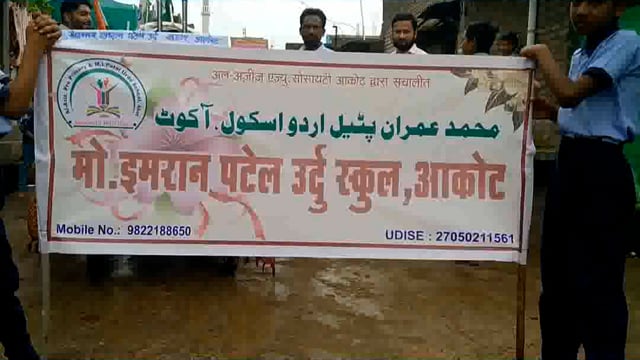 अल-अज़ीज एज्यु.सोसायटी आकोट द्वारा संचालीत
محمد عمران پٹیل اردو اسکول. آکوٹ
मो.इमरान पटेल उर्दु स्कुल,आकोट
Mobile No.: 9822188650
UDISE : 27050211561